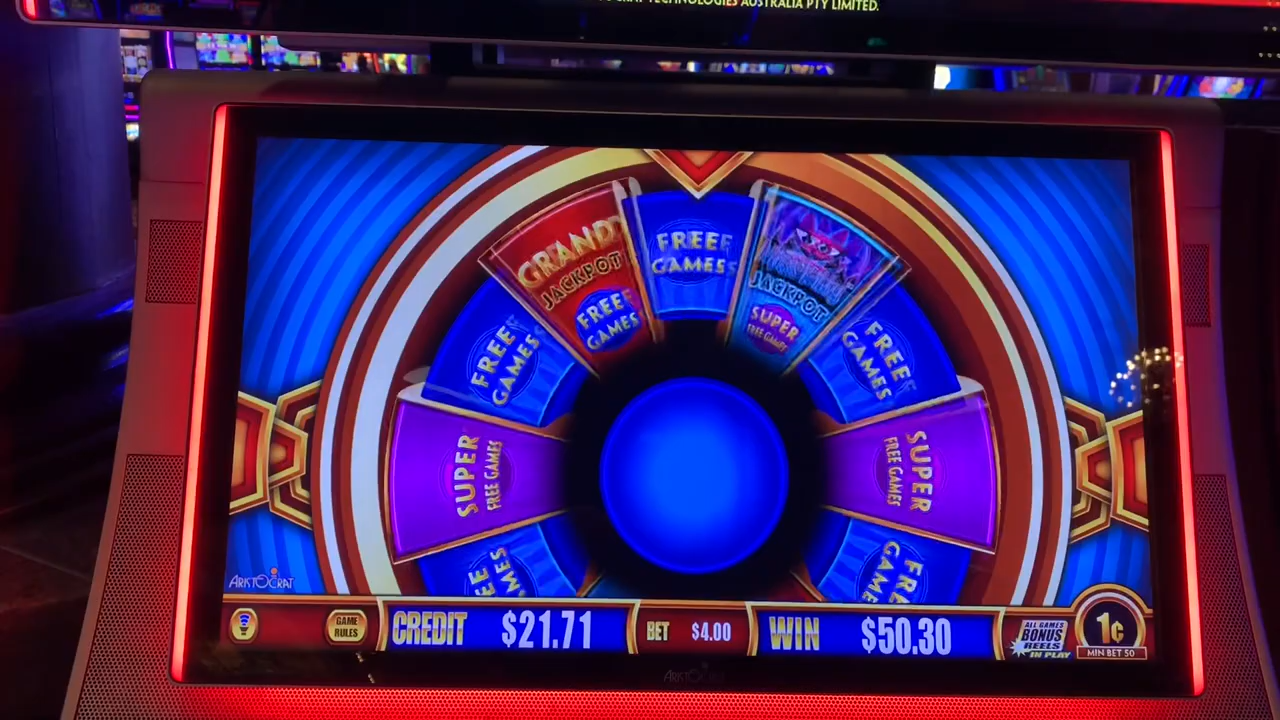 TECHNOLOGIES AUSTRALIA PTY LIMITED.
GRAND
JACKPOT
FREE
GAMES
FREE
GAMES
JACKPOT
SUPER
FREE GAMES
FREE
GAMES
FREE
GAMES
SUPER
FREE GAMES
SUPER
FREE GAMES
ARISTOCRAT
GAME
RULES
CREDIT $21.71
BET $4.00
WIN $50.30
ALL GAMES
BONUS
REELS
IN PLAY
1¢
MIN BET 50
ARISTOCRAT